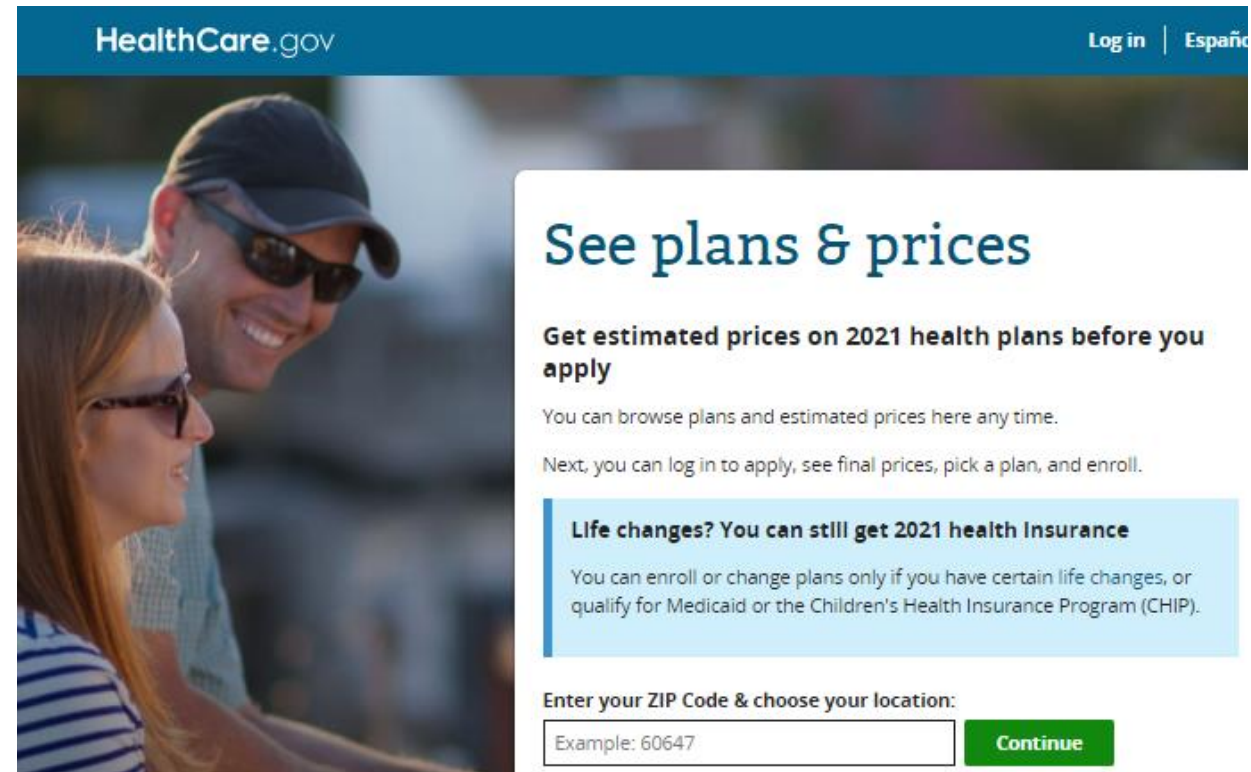 HealthCare.gov
Log in | Españo
See plans & prices
Get estimated prices on 2021 health plans before you
apply
You can browse plans and estimated prices here any time.
Next, you can log in to apply, see final prices, pick a plan, and enroll.
Life changes? You can still get 2021 health insurance
You can enroll or change plans only if you have certain life changes, or
qualify for Medicaid or the Children's Health Insurance Program (CHIP).
Enter your ZIP Code & choose your location:
Example: 60647
Continue